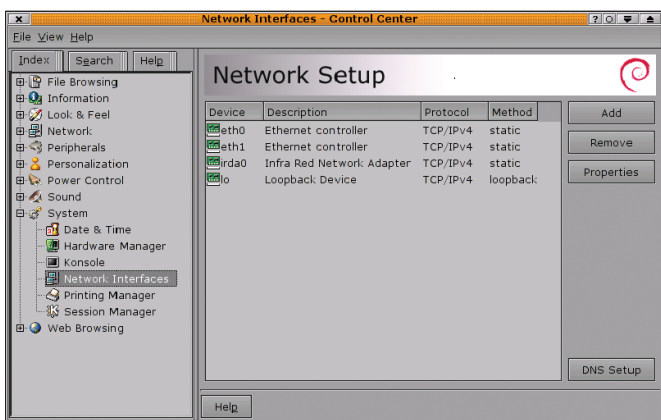 Network Interfaces - Control Center
File View Help
Index Search Help
File Browsing
Information
Look & Feel
Network
Peripherals
Personalization
Power Control
Sound
System
Date & Time
Hardware Manager
Konsole
Network Interfaces
Printing Manager
Session Manager
Web Browsing
Network Setup
Device Description Protocol Method
eth0 Ethernet controller TCP/IPv4 static
eth1 Ethernet controller TCP/IPv4 static
irda0 Infra Red Network Adapter TCP/IPv4 static
lo Loopback Device TCP/IPv4 loopback
Add
Remove
Properties
DNS Setup
Help